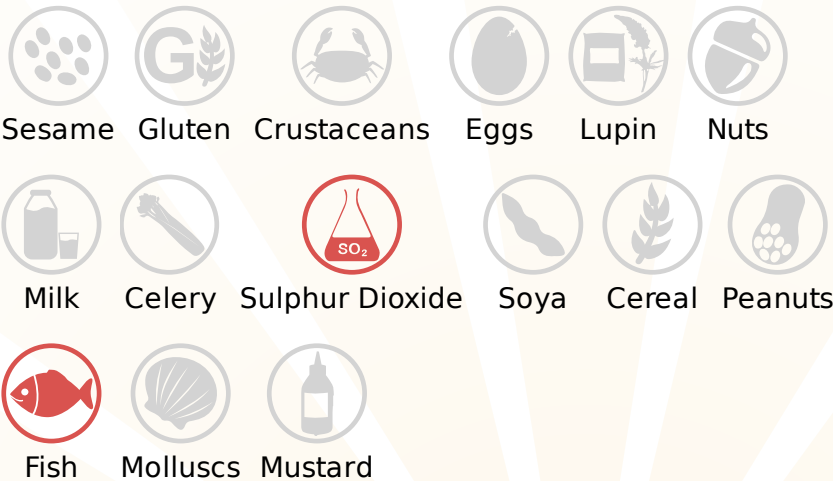 G
Sesame Gluten Crustaceans Eggs Lupin Nuts
SO₂
Milk Celery Sulphur Dioxide Soya Cereal Peanuts
Fish Molluscs Mustard